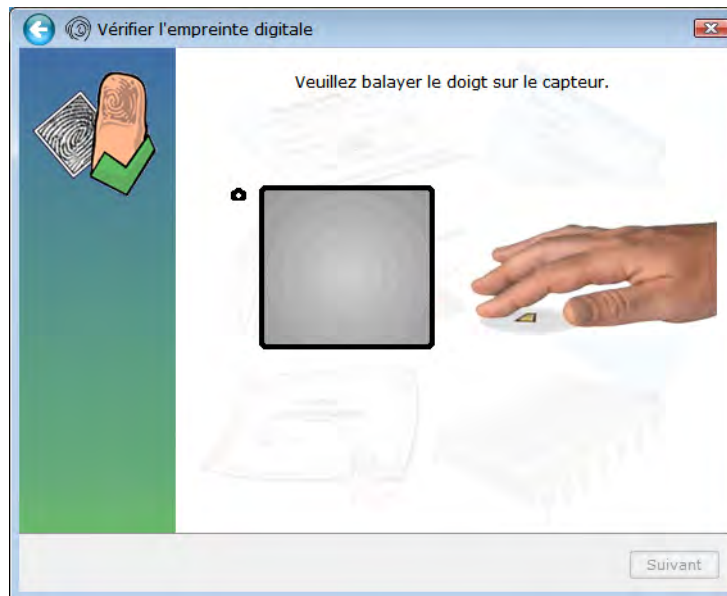 Vérifier l'empreinte digitale
Veuillez balayer le doigt sur le capteur.
Suivant